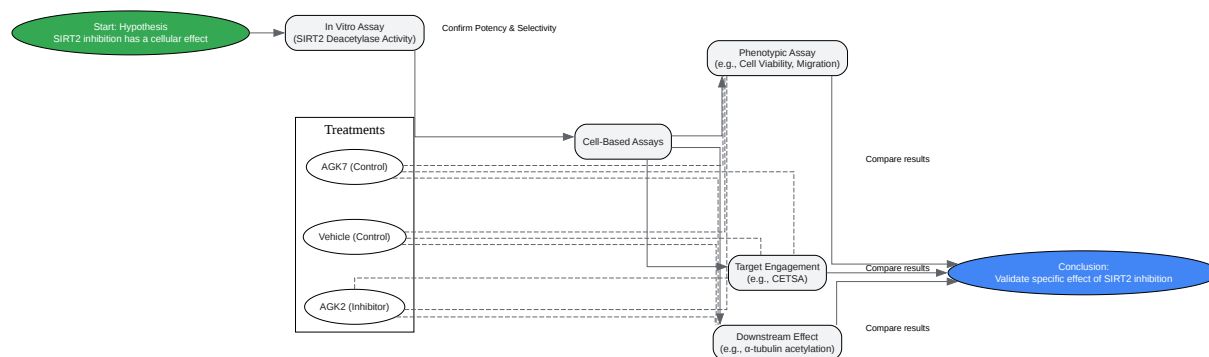 Start: Hypothesis
SIRT2 inhibition has a cellular effect
In Vitro Assay
(SIRT2 Deacetylase Activity)
Confirm Potency & Selectivity
Phenotypic Assay
(e.g., Cell Viability, Migration)
Treatments
Cell-Based Assays
AGK7 (Control)
Compare results
Vehicle (Control)
Target Engagement
(e.g., CETSA)
Compare results
Conclusion:
Validate specific effect of SIRT2 inhibition
AGK2 (Inhibitor)
Downstream Effect
(e.g., α-tubulin acetylation)
Compare results